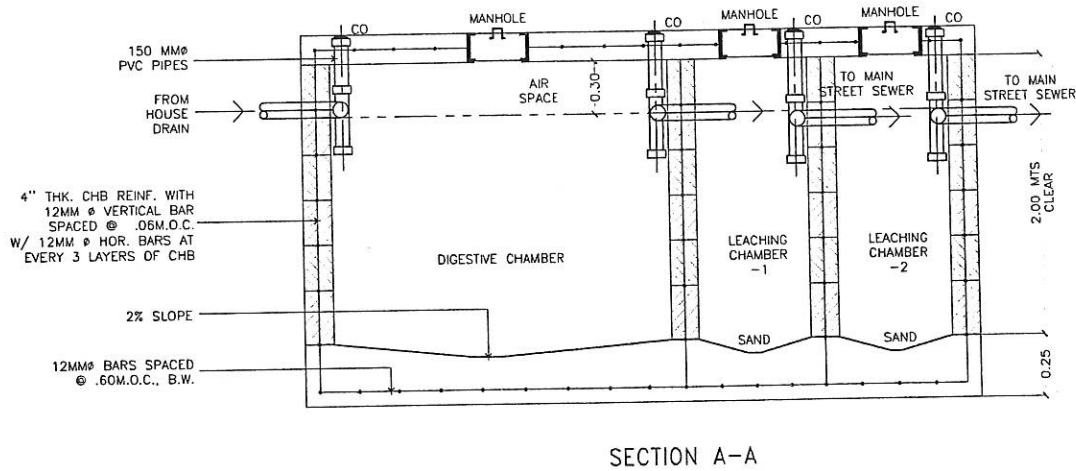 CO
MANHOLE
CO
MANHOLE
CO
MANHOLE
CO
150 MMø
PVC PIPES
FROM
HOUSE
DRAIN
AIR
SPACE
0.30
TO MAIN
STREET SEWER
TO MAIN
STREET SEWER
4" THK. CHB REINF. WITH
12MM ø VERTICAL BAR
SPACED @ .06M.O.C.
W/ 12MM ø HOR. BARS AT
EVERY 3 LAYERS OF CHB
DIGESTIVE CHAMBER
LEACHING
CHAMBER
-1
LEACHING
CHAMBER
-2
2.00 MTS
CLEAR
2% SLOPE
SAND
SAND
12MMø BARS SPACED
@ .60M.O.C., B.W.
0.25
SECTION A-A